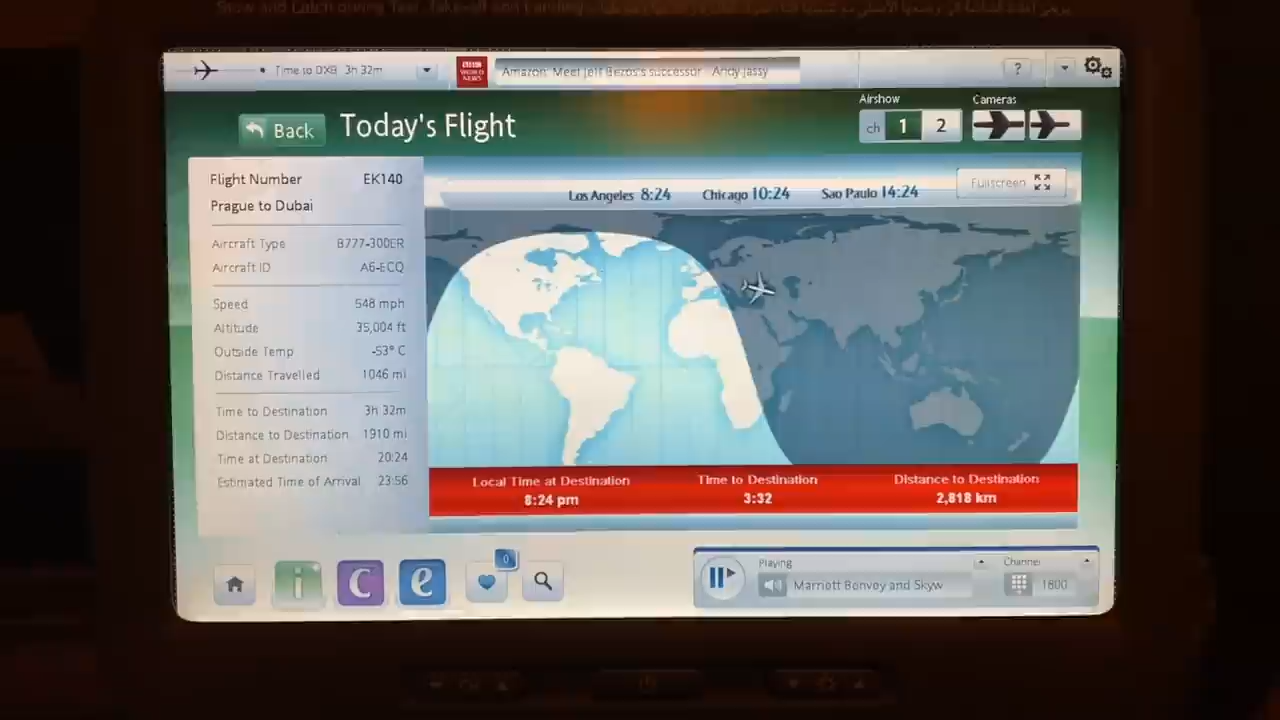 Time to DXB 3h 32m
BBC WORLD NEWS
Amazon: Meet Jeff Bezos's successor - Andy Jassy
?
Back
Today's Flight
Airshow
ch 1 2
Cameras
Flight Number EK140
Prague to Dubai
Aircraft Type B777-300ER
Aircraft ID A6-ECQ
Speed 548 mph
Altitude 35,004 ft
Outside Temp -53° C
Distance Travelled 1046 mi
Time to Destination 3h 32m
Distance to Destination 1910 mi
Time at Destination 20:24
Estimated Time of Arrival 23:56
Los Angeles 8:24 Chicago 10:24 Sao Paulo 14:24
Fullscreen
Local Time at Destination
8:24 pm
Time to Destination
3:32
Distance to Destination
2,818 km
i
C
e
0
Playing
Marriott Bonvoy and Skyw
Channel
1800